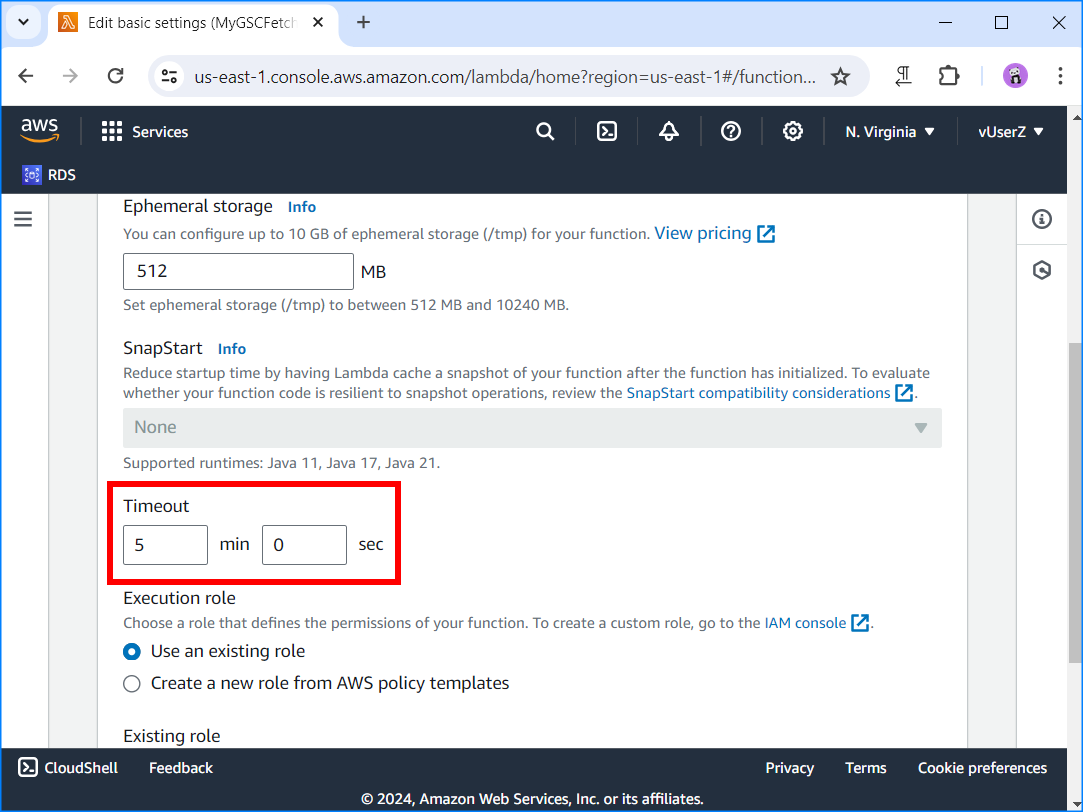 Edit basic settings (MyGSCFetch
us-east-1.console.aws.amazon.com/lambda/home?region=us-east-1#/function...
aws
Services
N. Virginia
vUserZ
RDS
Ephemeral storage Info
You can configure up to 10 GB of ephemeral storage (/tmp) for your function. View pricing
512 MB
Set ephemeral storage (/tmp) to between 512 MB and 10240 MB.
SnapStart Info
Reduce startup time by having Lambda cache a snapshot of your function after the function has initialized. To evaluate
whether your function code is resilient to snapshot operations, review the SnapStart compatibility considerations.
None
Supported runtimes: Java 11, Java 17, Java 21.
Timeout
5 min 0 sec
Execution role
Choose a role that defines the permissions of your function. To create a custom role, go to the IAM console.
Use an existing role
Create a new role from AWS policy templates
Existing role
CloudShell Feedback Privacy Terms Cookie preferences
© 2024, Amazon Web Services, Inc. or its affiliates.